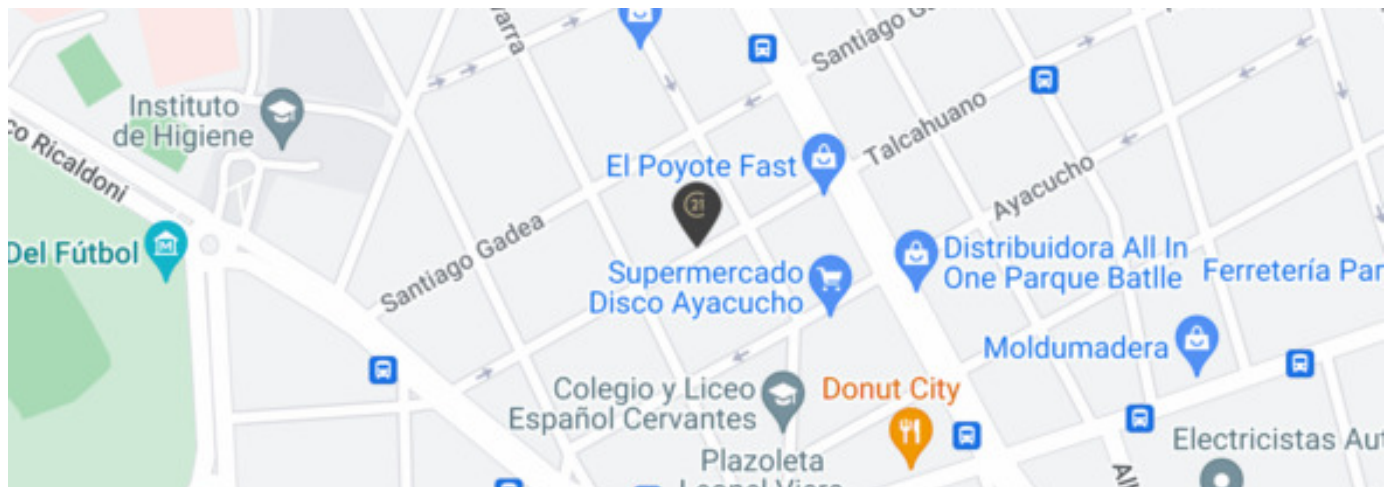 Santiago G
Instituto
de Higiene
co Ricaldoni
Talcahuano
El Poyote Fast
21
Ayacucho
Santiago Gadea
Del Fútbol
M
Distribuidora All In
One Parque Batlle
Supermercado
Disco Ayacucho
Ferretería Par
Moldumadera
Colegio y Liceo
Español Cervantes
Donut City
Electricistas Aut
Plazoleta